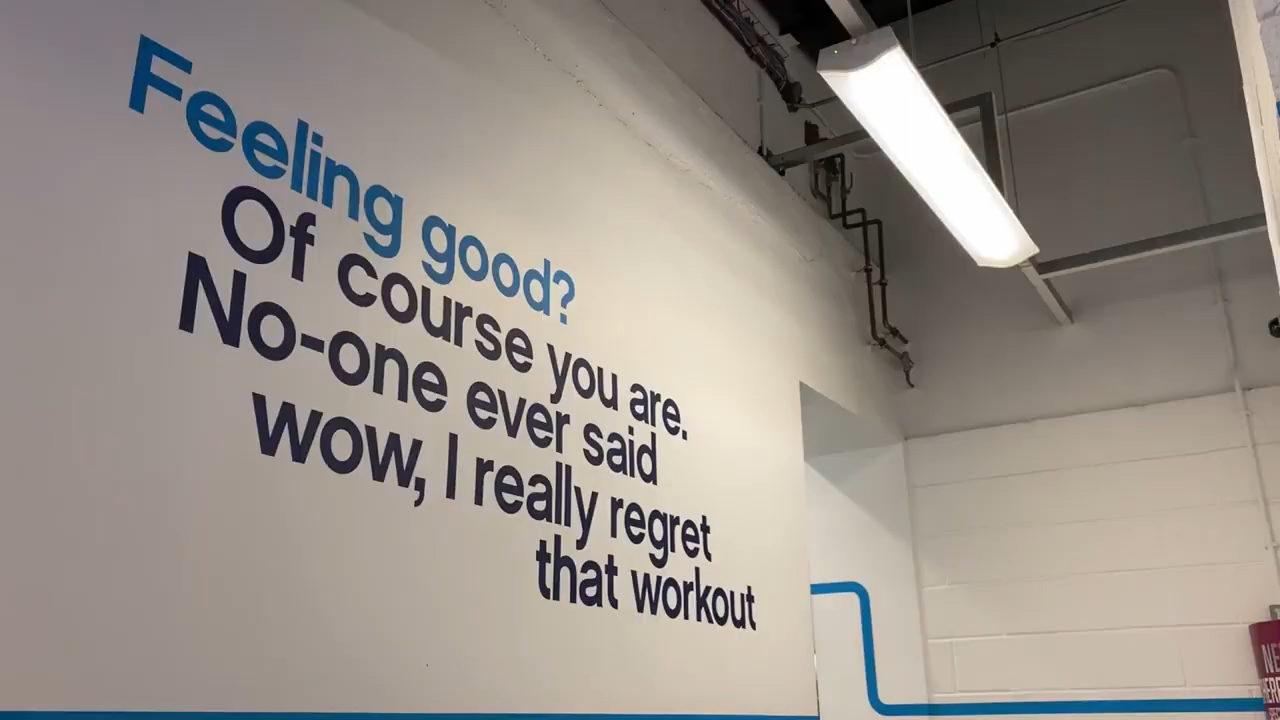 Feeling good?
Of course you are.
No-one ever said
wow, I really regret
that workout